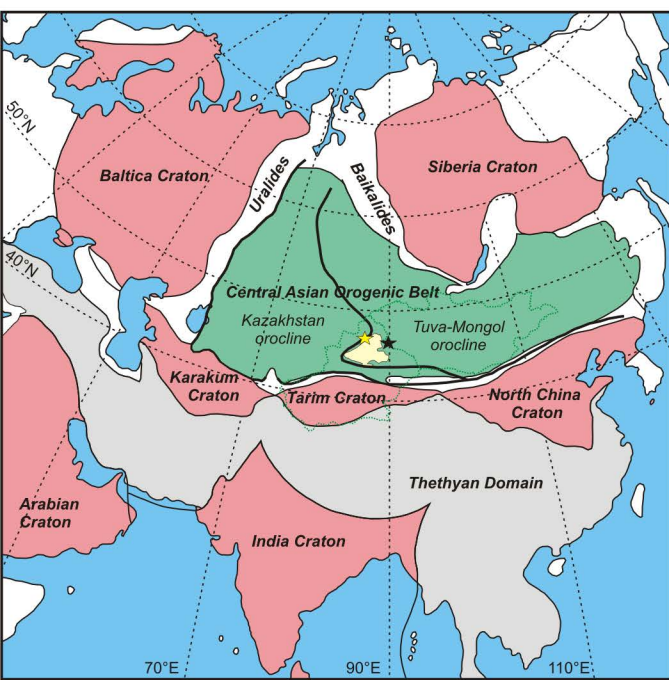 50°N
40°N
Baltica Craton
Uralides
Baikalides
Siberia Craton
Central Asian Orogenic Belt
Kazakhstan
orocline
Tuva-Mongol
orocline
Karakum
Craton
Tarim Craton
North China
Craton
Thethyan Domain
Arabian
Craton
India Craton
70°E
90°E
110°E